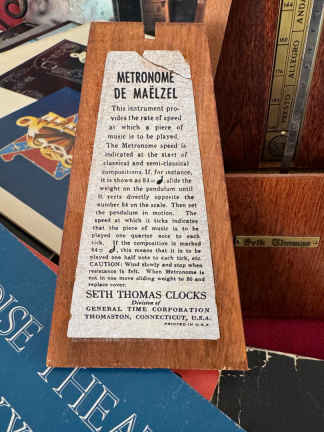 METRONOME
DE MAËLZEL
This instrument pro-
vides the rate of speed
at which a piece of
music is to be played.
The Metronome speed is
indicated at the start of
classical and semi-classical
compositions. If, for instance,
it is shown as 84 = ♩, slide the
weight on the pendulum until
it rests directly opposite the
number 84 on the scale. Then set
the pendulum in motion. The
speed at which it ticks indicates
that the piece of music is to be
played one quarter note to each
tick. If the composition is marked
84 = 𝅗𝅥, this means that it is to be
played one half note to each tick, etc.
CAUTION: Wind slowly and stop when
resistance is felt. When Metronome is
not in use move sliding weight to 80 and
replace cover.
SETH THOMAS CLOCKS
Division of
GENERAL TIME CORPORATION
THOMASTON, CONNECTICUT, U.S.A.
PRINTED IN U.S.A.
ALLEGRO
PRESTO
Seth Thomas